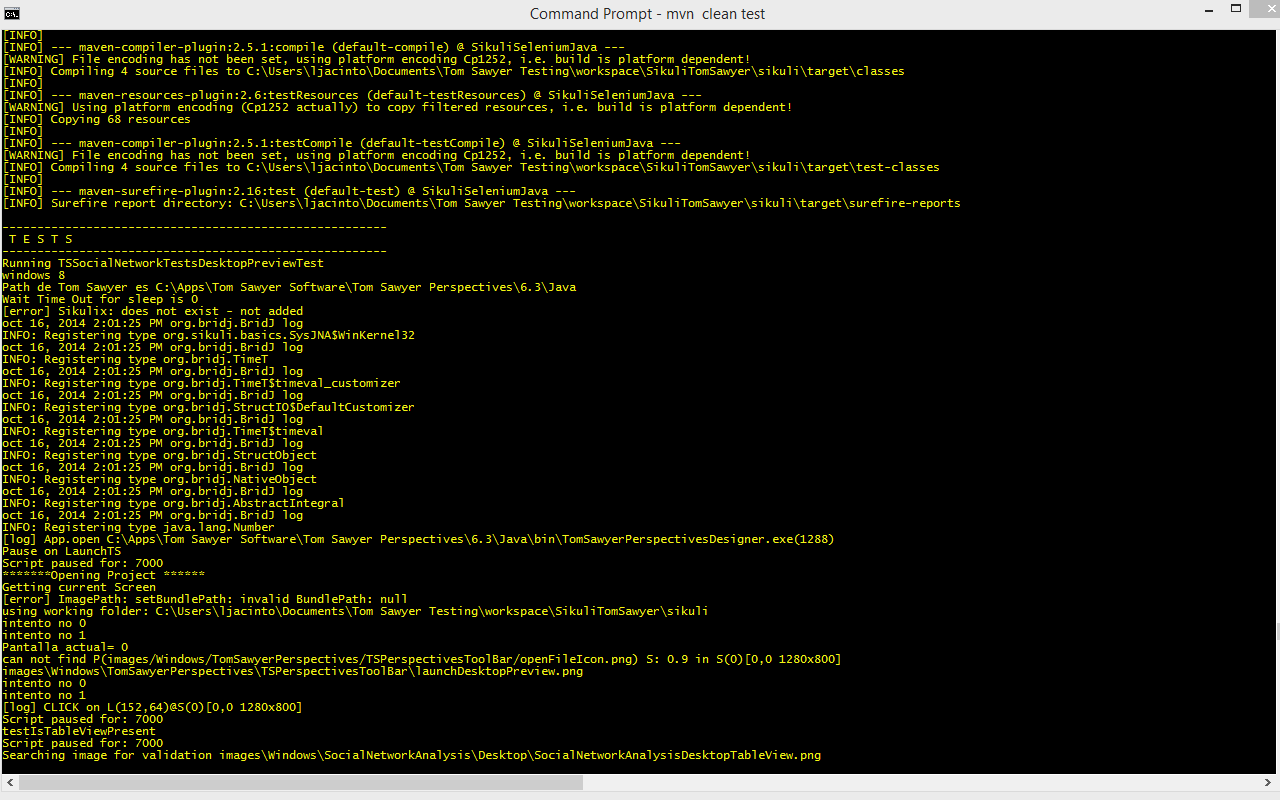 Command Prompt - mvn  clean test
[INFO]
[INFO] --- maven-compiler-plugin:2.5.1:compile (default-compile) @ SikuliSeleniumJava ---
[WARNING] File encoding has not been set, using platform encoding Cp1252, i.e. build is platform dependent!
[INFO] Compiling 4 source files to C:\Users\ljacinto\Documents\Tom Sawyer Testing\workspace\SikuliTomSawyer\sikuli\target\classes
[INFO]
[INFO] --- maven-resources-plugin:2.6:testResources (default-testResources) @ SikuliSeleniumJava ---
[WARNING] Using platform encoding (Cp1252 actually) to copy filtered resources, i.e. build is platform dependent!
[INFO] Copying 68 resources
[INFO]
[INFO] --- maven-compiler-plugin:2.5.1:testCompile (default-testCompile) @ SikuliSeleniumJava ---
[WARNING] File encoding has not been set, using platform encoding Cp1252, i.e. build is platform dependent!
[INFO] Compiling 4 source files to C:\Users\ljacinto\Documents\Tom Sawyer Testing\workspace\SikuliTomSawyer\sikuli\target\test-classes
[INFO]
[INFO] --- maven-surefire-plugin:2.16:test (default-test) @ SikuliSeleniumJava ---
[INFO] Surefire report directory: C:\Users\ljacinto\Documents\Tom Sawyer Testing\workspace\SikuliTomSawyer\sikuli\target\surefire-reports
-------------------------------------------------------
 T E S T S
-------------------------------------------------------
Running TSSocialNetworkTestsDesktopPreviewTest
windows 8
Path de Tom Sawyer es C:\Apps\Tom Sawyer Software\Tom Sawyer Perspectives\6.3\Java
Wait Time Out for sleep is 0
[error] Sikulix: does not exist - not added
oct 16, 2014 2:01:25 PM org.bridj.BridJ log
INFO: Registering type org.sikuli.basics.SysJNA$WinKernel32
oct 16, 2014 2:01:25 PM org.bridj.BridJ log
INFO: Registering type org.bridj.TimeT
oct 16, 2014 2:01:25 PM org.bridj.BridJ log
INFO: Registering type org.bridj.TimeT$timeval_customizer
oct 16, 2014 2:01:25 PM org.bridj.BridJ log
INFO: Registering type org.bridj.StructIO$DefaultCustomizer
oct 16, 2014 2:01:25 PM org.bridj.BridJ log
INFO: Registering type org.bridj.TimeT$timeval
oct 16, 2014 2:01:25 PM org.bridj.BridJ log
INFO: Registering type org.bridj.StructObject
oct 16, 2014 2:01:25 PM org.bridj.BridJ log
INFO: Registering type org.bridj.NativeObject
oct 16, 2014 2:01:25 PM org.bridj.BridJ log
INFO: Registering type org.bridj.AbstractIntegral
oct 16, 2014 2:01:25 PM org.bridj.BridJ log
INFO: Registering type java.lang.Number
[log] App.open C:\Apps\Tom Sawyer Software\Tom Sawyer Perspectives\6.3\Java\bin\TomSawyerPerspectivesDesigner.exe(1288)
Pause on LaunchTS
Script paused for: 7000
*******Opening Project ******
Getting current Screen
[error] ImagePath: setBundlePath: invalid BundlePath: null
using working folder: C:\Users\ljacinto\Documents\Tom Sawyer Testing\workspace\SikuliTomSawyer\sikuli
intento no 0
intento no 1
Pantalla actual= 0
can not find P(images/Windows/TomSawyerPerspectives/TSPerspectivesToolBar/openFileIcon.png) S: 0.9 in S(0)[0,0 1280x800]
images\Windows\TomSawyerPerspectives\TSPerspectivesToolBar\launchDesktopPreview.png
intento no 0
intento no 1
[log] CLICK on L(152,64)@S(0)[0,0 1280x800]
Script paused for: 7000
testIsTableViewPresent
Script paused for: 7000
Searching image for validation images\Windows\SocialNetworkAnalysis\Desktop\SocialNetworkAnalysisDesktopTableView.png